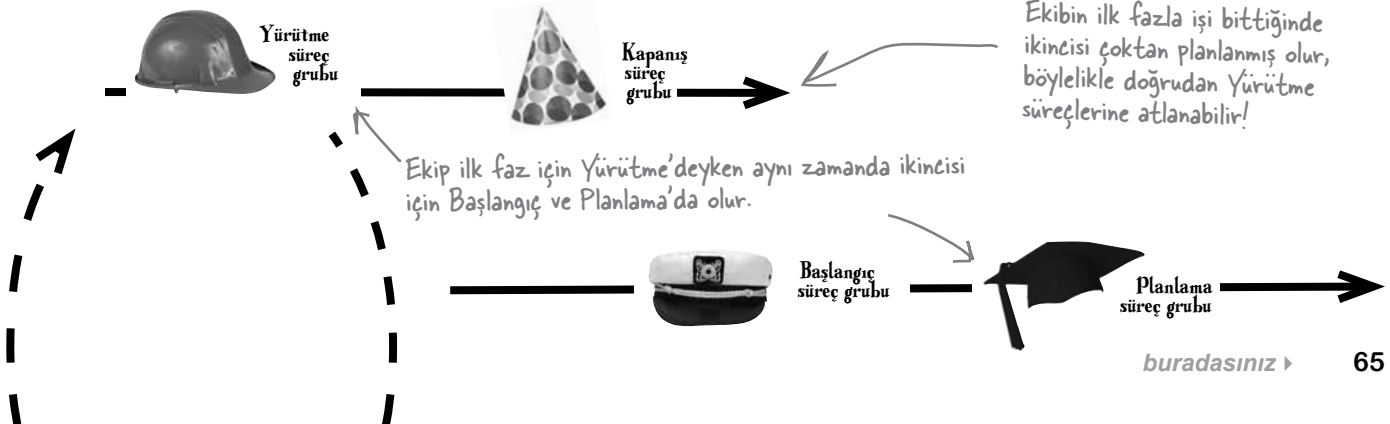 Yürütme
süreç
grubu
Kapanış
süreç
grubu
Ekibin ilk fazla işi bittiğinde
ikincisi çoktan planlanmış olur,
böylelikle doğrudan Yürütme
süreçlerine atlanabilir!
Ekip ilk faz için Yürütme'deyken aynı zamanda ikincisi
için Başlangıç ve Planlama'da olur.
Başlangıç
süreç grubu
Planlama
süreç grubu
buradasınız
65